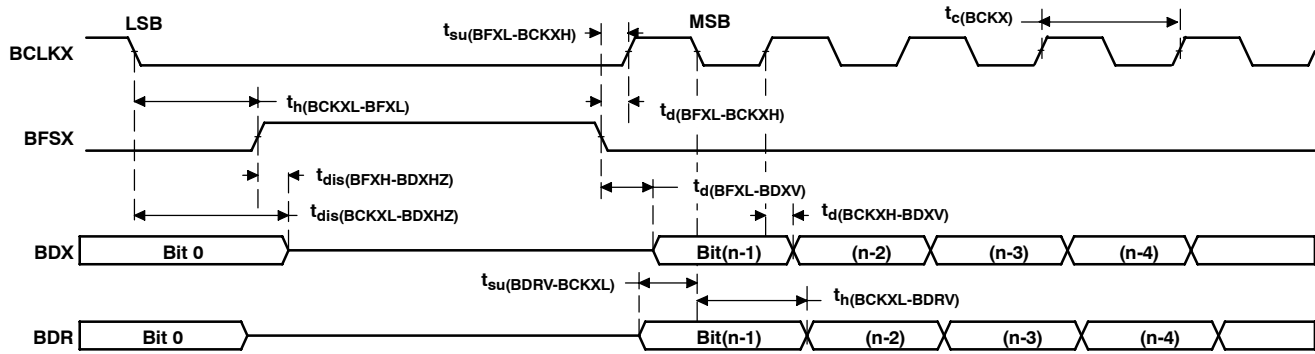 LSB
MSB
tsu(BFXL-BCKXH)
tc(BCKX)
BCLKX
th(BCKXL-BFXL)
td(BFXL-BCKXH)
BFSX
tdis(BFXH-BDXHZ)
td(BFXL-BDXV)
tdis(BCKXL-BDXHZ)
td(BCKXH-BDXV)
BDX
Bit 0
Bit(n-1)
(n-2)
(n-3)
(n-4)
tsu(BDRV-BCKXL)
th(BCKXL-BDRV)
BDR
Bit 0
Bit(n-1)
(n-2)
(n-3)
(n-4)